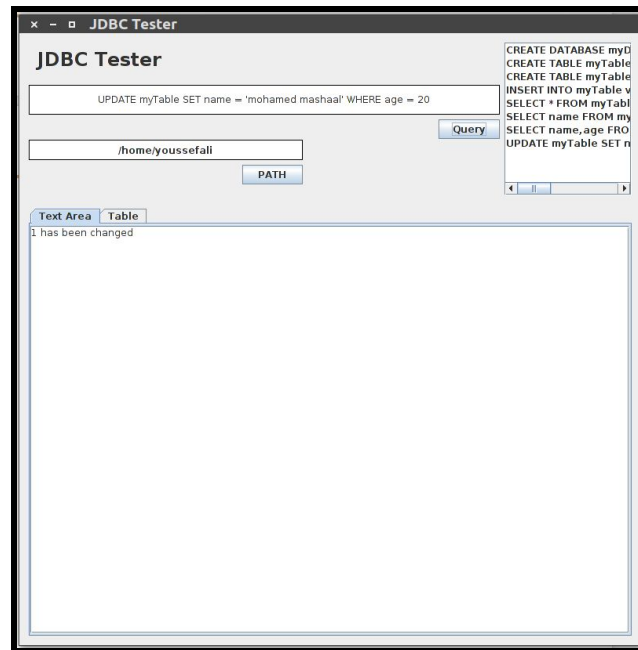 × – □ JDBC Tester
JDBC Tester
UPDATE myTable SET name = 'mohamed mashaal' WHERE age = 20
Query
/home/youssefali
PATH
CREATE DATABASE myD
CREATE TABLE myTable
CREATE TABLE myTable
INSERT INTO myTable v
SELECT * FROM myTabl
SELECT name FROM my
SELECT name,age FRO
UPDATE myTable SET n
Text Area Table
1 has been changed